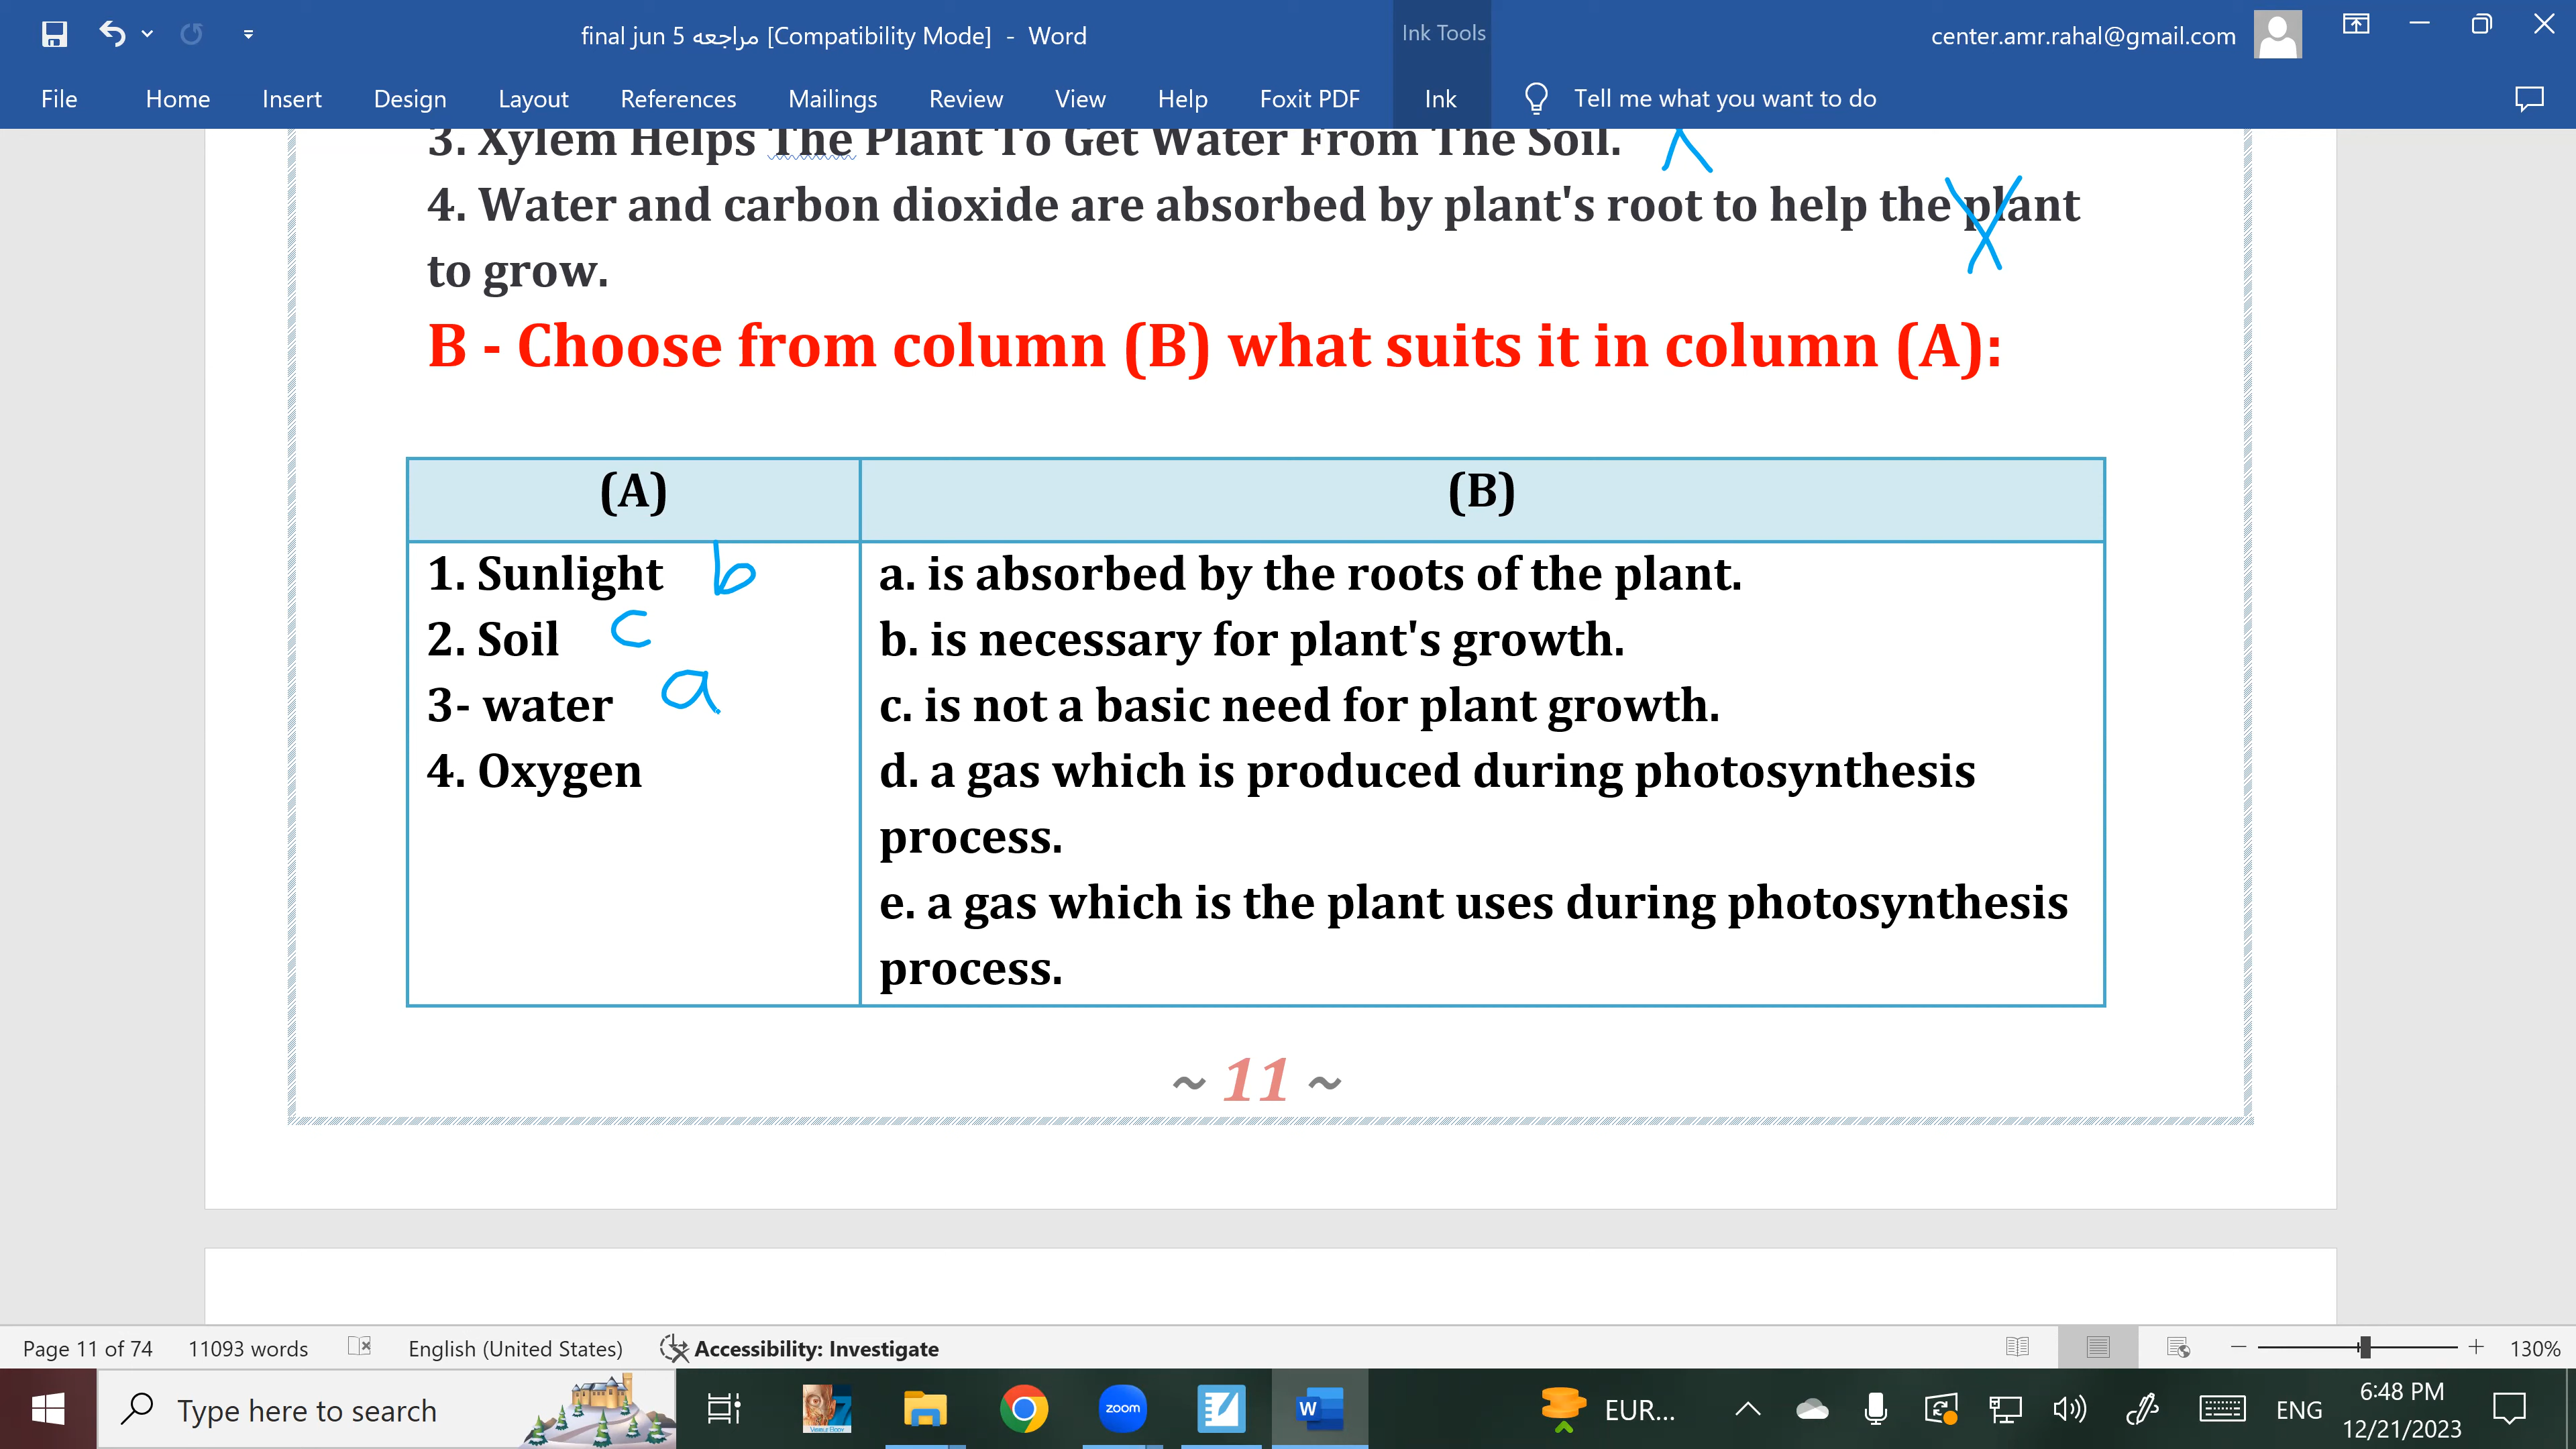 final jun 5 مراجعه [Compatibility Mode] - Word
Ink Tools
center.amr.rahal@gmail.com
File Home Insert Design Layout References Mailings Review View Help Foxit PDF Ink Tell me what you want to do
3. Xylem Helps The Plant To Get Water From The Soil.
4. Water and carbon dioxide are absorbed by plant's root to help the plant
to grow.
B - Choose from column (B) what suits it in column (A):
(A) (B)
1. Sunlight b
2. Soil c
3- water a
4. Oxygen
a. is absorbed by the roots of the plant.
b. is necessary for plant's growth.
c. is not a basic need for plant growth.
d. a gas which is produced during photosynthesis
process.
e. a gas which is the plant uses during photosynthesis
process.
~ 11 ~
Page 11 of 74 11093 words English (United States) Accessibility: Investigate 130%
Type here to search
zoom
EUR...
ENG
6:48 PM
12/21/2023